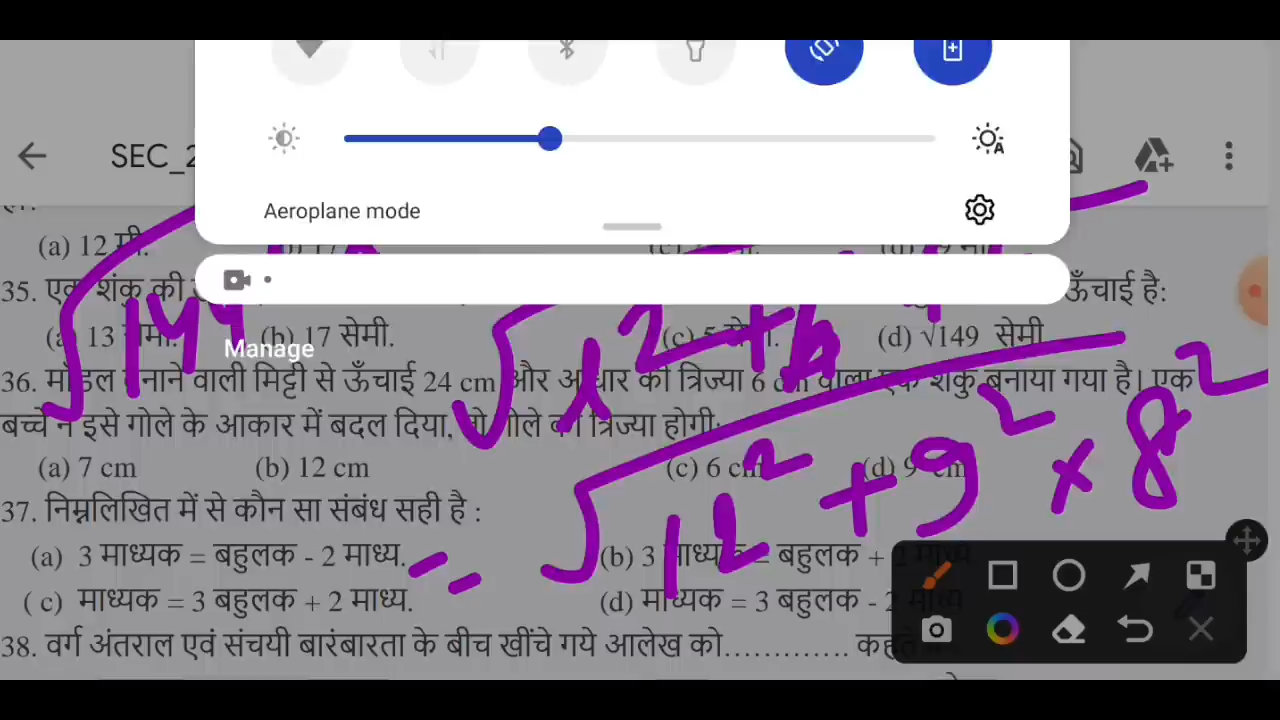 SEC_2
Aeroplane mode
(a) 12 मी.
35. एक शंकु की ऊँचाई है:
(a) 13 सेमी. (b) 17 सेमी. (c) 5 सेमी. (d) √149 सेमी
Manage
√144
√l²+b²
36. मॉडल बनाने वाली मिट्टी से ऊँचाई 24 cm और आधार की त्रिज्या 6 cm वाला एक शंकु बनाया गया है। एक
बच्चे ने इसे गोले के आकार में बदल दिया, तो गोले की त्रिज्या होगी:
(a) 7 cm (b) 12 cm (c) 6 cm (d) 9 cm
= √12²+9²×8²
37. निम्नलिखित में से कौन सा संबंध सही है :
(a) 3 माध्यक = बहुलक - 2 माध्य. (b) 3 माध्यक = बहुलक + 2 माध्य
( c) माध्यक = 3 बहुलक + 2 माध्य. (d) माध्यक = 3 बहुलक - 2 माध्य
38. वर्ग अंतराल एवं संचयी बारंबारता के बीच खींचे गये आलेख को............. कहते